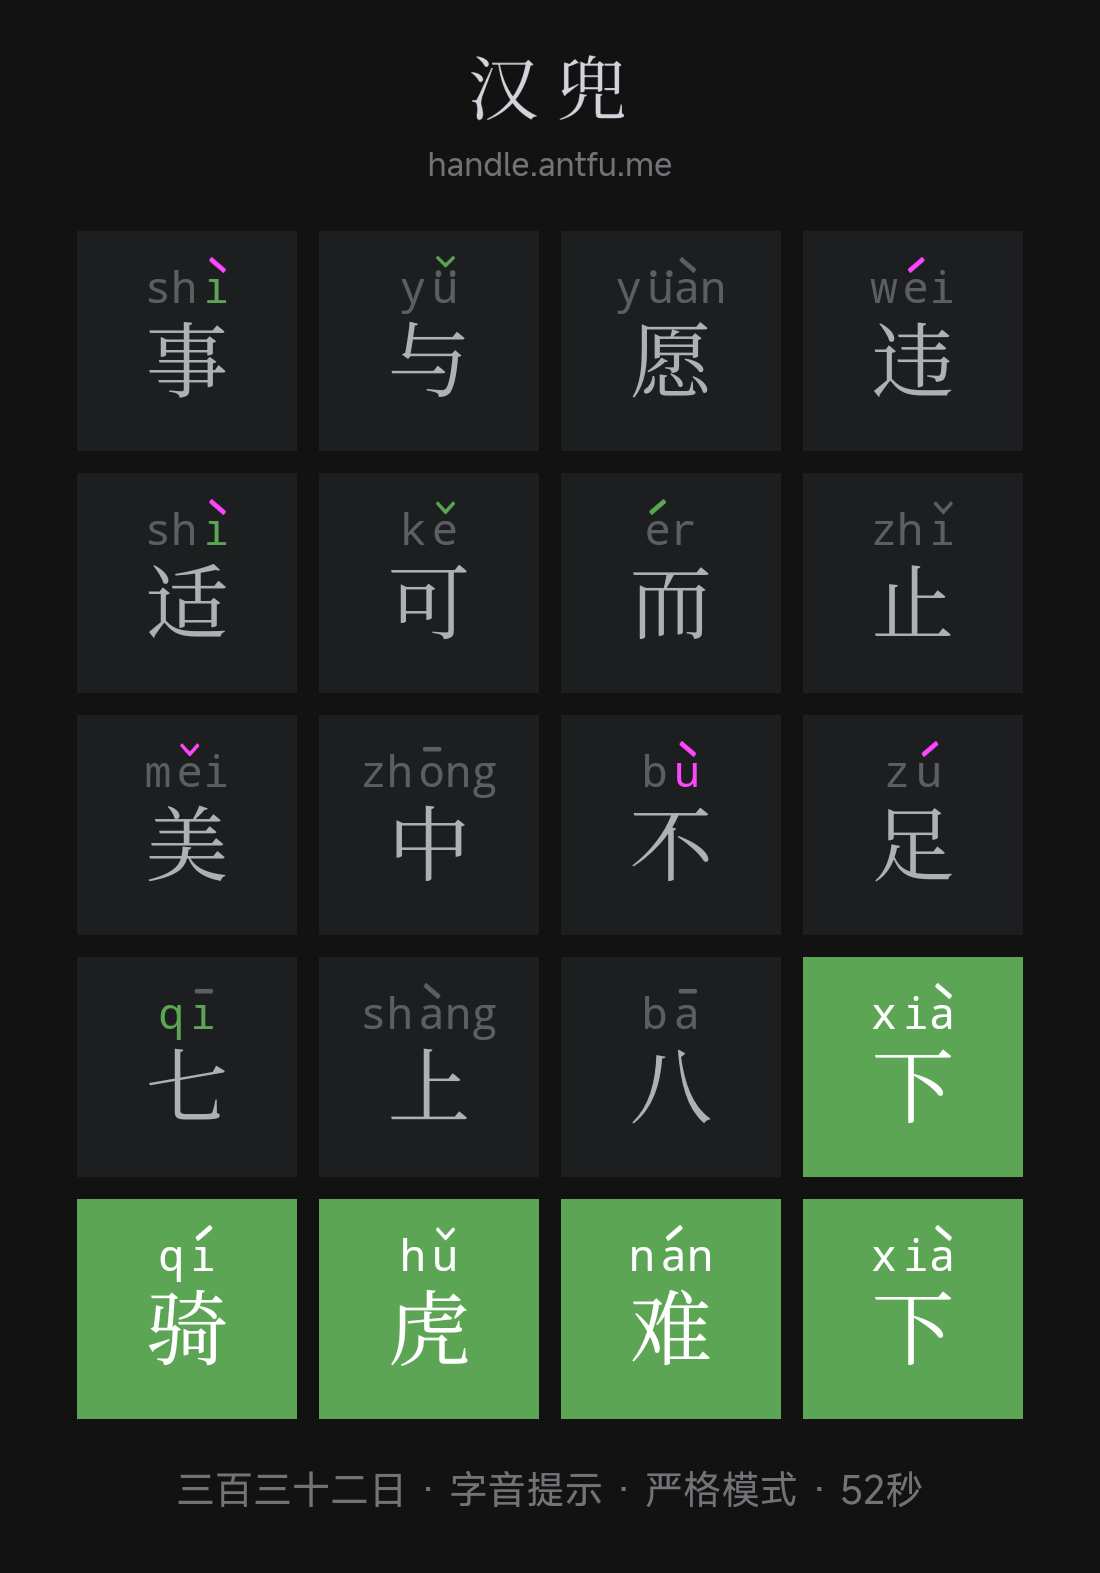 汉兜
handle.antfu.me
shì yǚ yüàn wéi
事 与 愿 违
shì kě ér zhǐ
适 可 而 止
měi zhōng bù zú
美 中 不 足
qī shàng bā xià
七 上 八 下
qí hǔ nán xià
骑 虎 难 下
三百三十二日 · 字音提示 · 严格模式 · 52秒